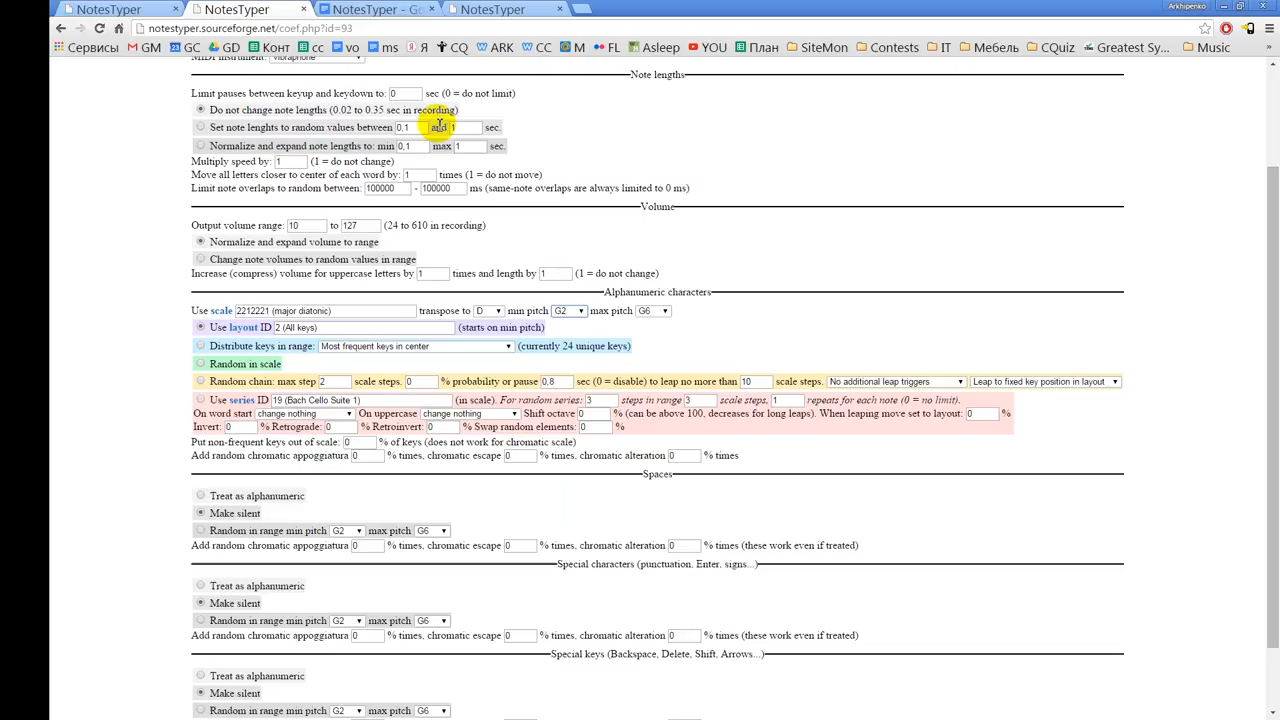 NotesTyper
NotesTyper
NotesTyper - Go
NotesTyper
Arkhipenko
notestyper.sourceforge.net/coef.php?id=93
Сервисы GM GC GD Конт cc vo ms Я CQ ARK CC M FL Asleep YOU План SiteMon Contests IT Мебель CQuiz Greatest Sy... Music
MIDI instrument: Vibraphone
Note lengths
Limit pauses between keyup and keydown to: 0 sec (0 = do not limit)
Do not change note lengths (0.02 to 0.35 sec in recording)
Set note lenghts to random values between 0,1 and 1 sec.
Normalize and expand note lengths to: min 0,1 max 1 sec.
Multiply speed by: 1 (1 = do not change)
Move all letters closer to center of each word by: 1 times (1 = do not move)
Limit note overlaps to random between: 100000 - 100000 ms (same-note overlaps are always limited to 0 ms)
Volume
Output volume range: 10 to 127 (24 to 610 in recording)
Normalize and expand volume to range
Change note volumes to random values in range
Increase (compress) volume for uppercase letters by 1 times and length by 1 (1 = do not change)
Alphanumeric characters
Use scale 2212221 (major diatonic) transpose to D min pitch G2 max pitch G6
Use layout ID 2 (All keys) (starts on min pitch)
Distribute keys in range: Most frequent keys in center (currently 24 unique keys)
Random in scale
Random chain: max step 2 scale steps. 0 % probability or pause 0,8 sec (0 = disable) to leap no more than 10 scale steps. No additional leap triggers Leap to fixed key position in layout
Use series ID 19 (Bach Cello Suite 1) (in scale). For random series: 3 steps in range 3 scale steps, 1 repeats for each note (0 = no limit).
On word start change nothing On uppercase change nothing Shift octave 0 % (can be above 100, decreases for long leaps). When leaping move set to layout: 0 %
Invert: 0 % Retrograde: 0 % Retroinvert: 0 % Swap random elements: 0 %
Put non-frequent keys out of scale: 0 % of keys (does not work for chromatic scale)
Add random chromatic appoggiatura 0 % times, chromatic escape 0 % times, chromatic alteration 0 % times
Spaces
Treat as alphanumeric
Make silent
Random in range min pitch G2 max pitch G6
Add random chromatic appoggiatura 0 % times, chromatic escape 0 % times, chromatic alteration 0 % times (these work even if treated)
Special characters (punctuation, Enter, signs...)
Treat as alphanumeric
Make silent
Random in range min pitch G2 max pitch G6
Add random chromatic appoggiatura 0 % times, chromatic escape 0 % times, chromatic alteration 0 % times (these work even if treated)
Special keys (Backspace, Delete, Shift, Arrows...)
Treat as alphanumeric
Make silent
Random in range min pitch G2 max pitch G6